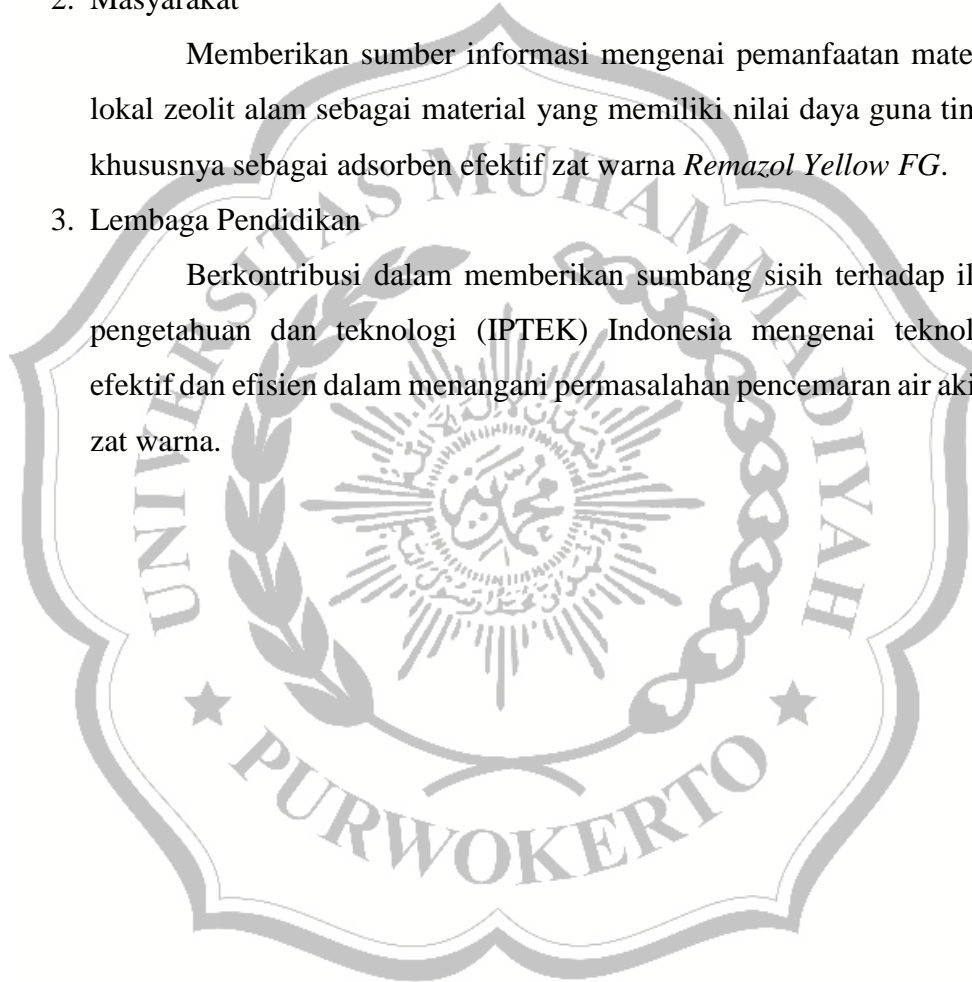 2. Masyarakat
Memberikan sumber informasi mengenai pemanfaatan mate
lokal zeolit alam sebagai material yang memiliki nilai daya guna tin
khususnya sebagai adsorben efektif zat warna Remazol Yellow FG.
3. Lembaga Pendidikan
Berkontribusi dalam memberikan sumbang sisih terhadap il
pengetahuan dan teknologi (IPTEK) Indonesia mengenai teknol
efektif dan efisien dalam menangani permasalahan pencemaran air aki
zat warna.
UNIVERSITAS MUHAMMADIYAH
PURWOKERTO